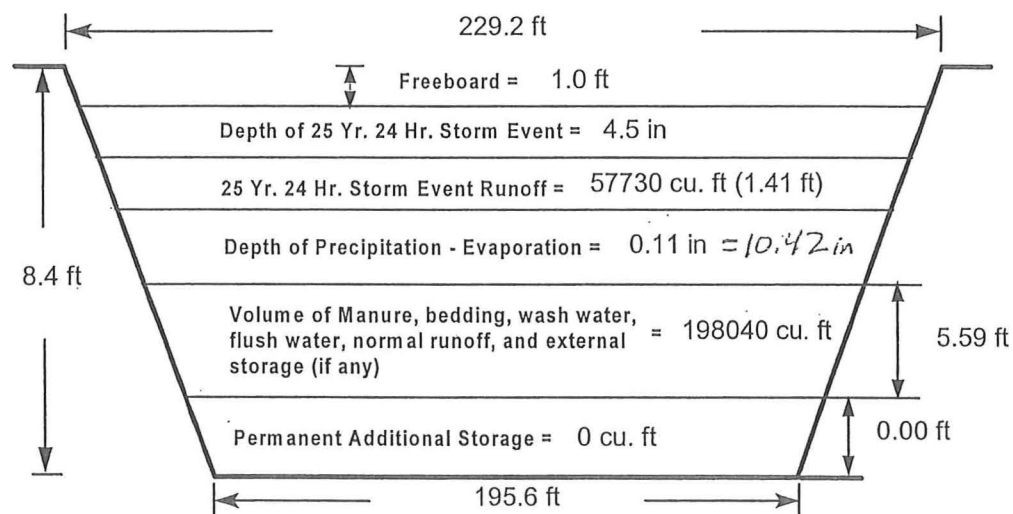 229.2 ft
Freeboard = 1.0 ft
Depth of 25 Yr. 24 Hr. Storm Event = 4.5 in
25 Yr. 24 Hr. Storm Event Runoff = 57730 cu. ft (1.41 ft)
Depth of Precipitation - Evaporation = 0.11 in = 10.42 in
8.4 ft
Volume of Manure, bedding, wash water,
flush water, normal runoff, and external = 198040 cu. ft
storage (if any)
5.59 ft
Permanent Additional Storage = 0 cu. ft
0.00 ft
195.6 ft